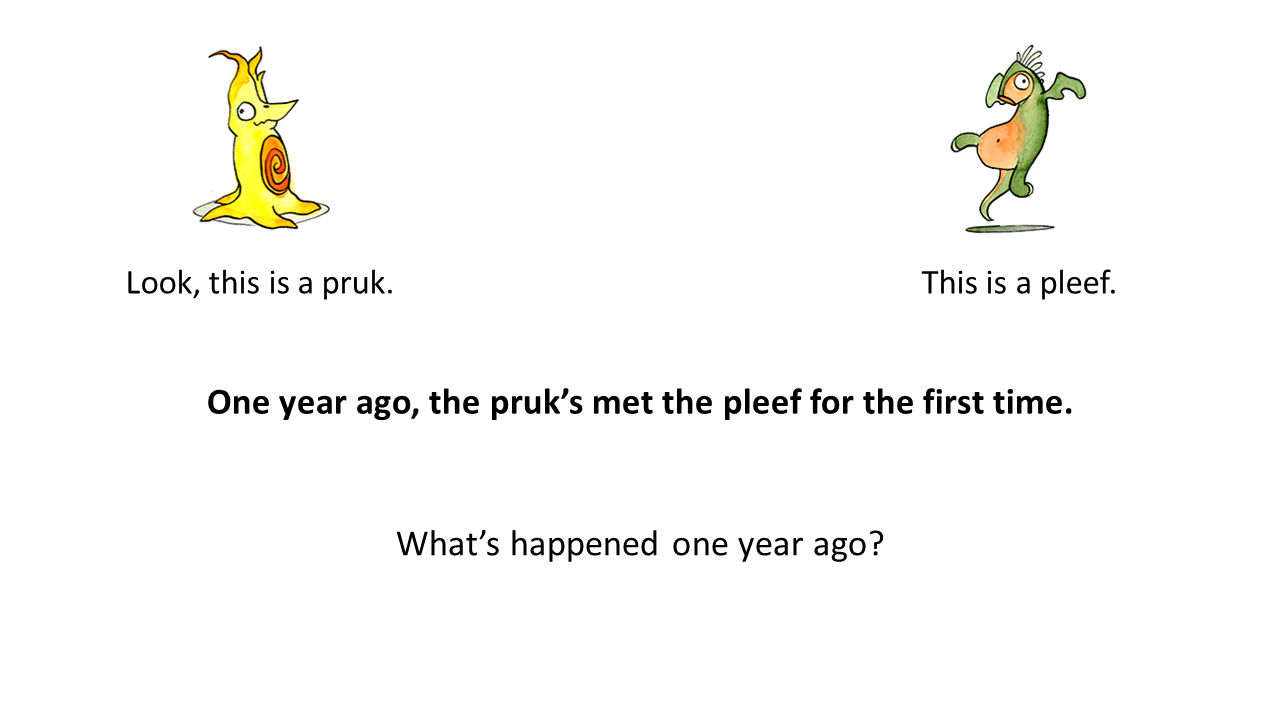 Look, this is a pruk.
This is a pleef.
One year ago, the pruk’s met the pleef for the first time.
What’s happened one year ago?